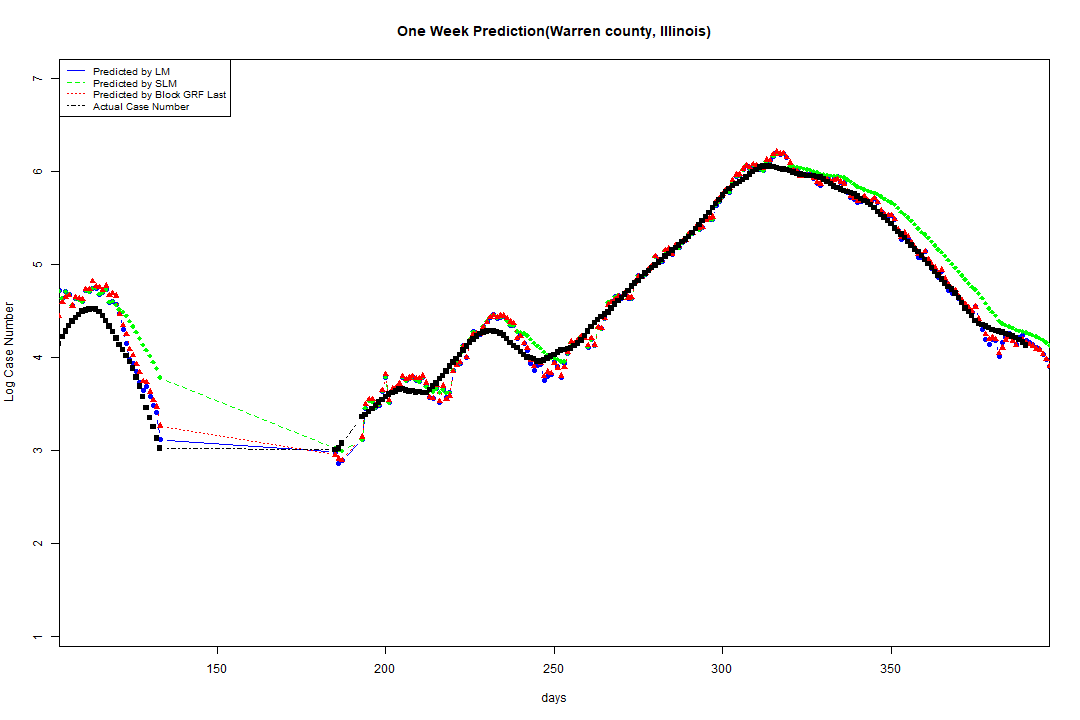 One Week Prediction(Warren county, Illinois)
Predicted by LM
Predicted by SLM
Predicted by Block GRF Last
Actual Case Number
7
6
5
4
3
2
1
Log Case Number
150 200 250 300 350
days